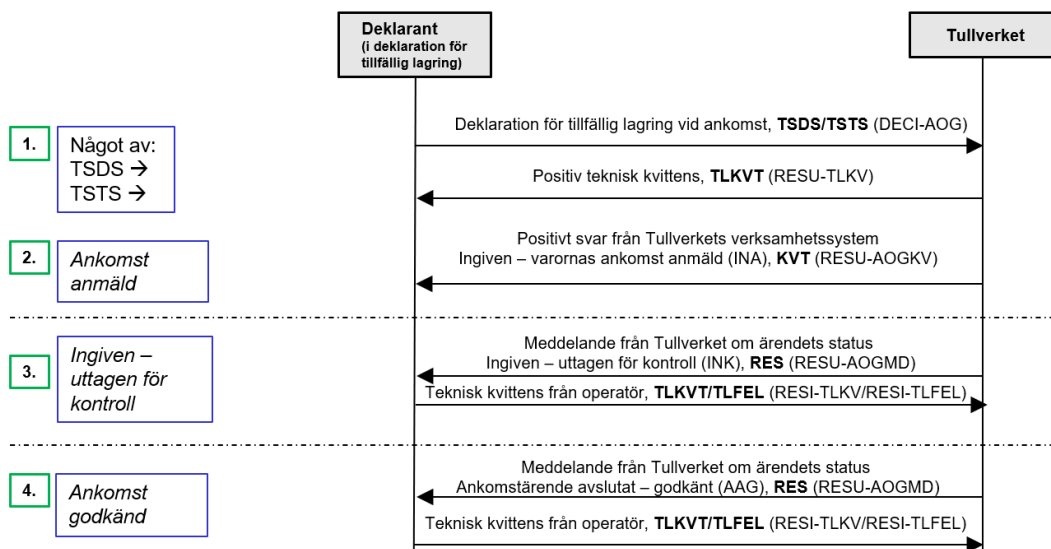 Deklarant
(i deklaration för
tillfällig lagring)
Tullverket
1.
Något av:
TSDS →
TSTS →
Deklaration för tillfällig lagring vid ankomst, TSDS/TSTS (DECI-AOG)
Positiv teknisk kvittens, TLKVT (RESU-TLKV)
2.
Ankomst
anmäld
Positivt svar från Tullverkets verksamhetssystem
Ingiven – varornas ankomst anmäld (INA), KVT (RESU-AOGKV)
3.
Ingiven –
uttagen för
kontroll
Meddelande från Tullverket om ärendets status
Ingiven – uttagen för kontroll (INK), RES (RESU-AOGMD)
Teknisk kvittens från operatör, TLKVT/TLFEL (RESI-TLKV/RESI-TLFEL)
4.
Ankomst
godkänd
Meddelande från Tullverket om ärendets status
Ankomstärende avslutat – godkänt (AAG), RES (RESU-AOGMD)
Teknisk kvittens från operatör, TLKVT/TLFEL (RESI-TLKV/RESI-TLFEL)